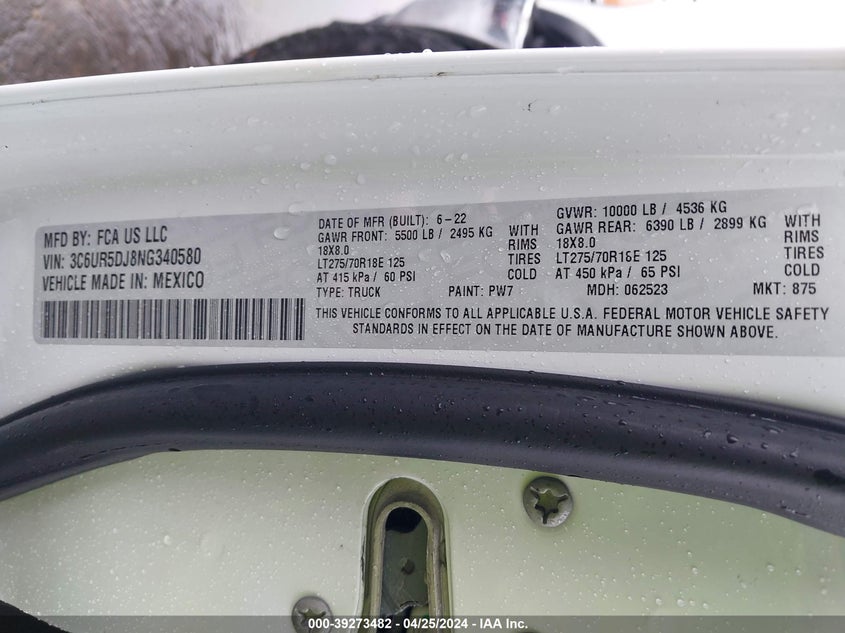 MFD BY: FCA US LLC
VIN: 3C6UR5DJ8NG340580
VEHICLE MADE IN: MEXICO
DATE OF MFR (BUILT): 6-22
GAWR FRONT: 5500 LB / 2495 KG WITH
18X8.0 RIMS
LT275/70R18E 125 TIRES
AT 415 kPa / 60 PSI COLD
TYPE: TRUCK PAINT: PW7
GVWR: 10000 LB / 4536 KG
GAWR REAR: 6390 LB / 2899 KG WITH
18X8.0 RIMS
LT275/70R18E 125 TIRES
AT 450 kPa / 65 PSI COLD
MDH: 062523 MKT: 875
THIS VEHICLE CONFORMS TO ALL APPLICABLE U.S.A. FEDERAL MOTOR VEHICLE SAFETY
STANDARDS IN EFFECT ON THE DATE OF MANUFACTURE SHOWN ABOVE.
000-39273482 - 04/25/2024 - IAA Inc.